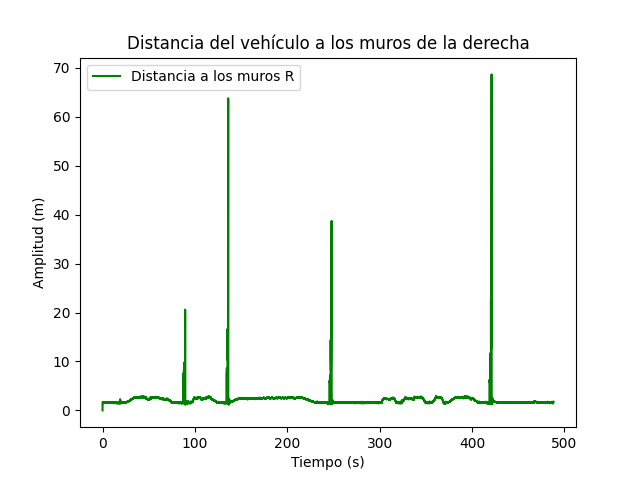 Distancia del vehículo a los muros de la derecha
Distancia a los muros R
Amplitud (m)
70
60
50
40
30
20
10
0
0 100 200 300 400 500
Tiempo (s)